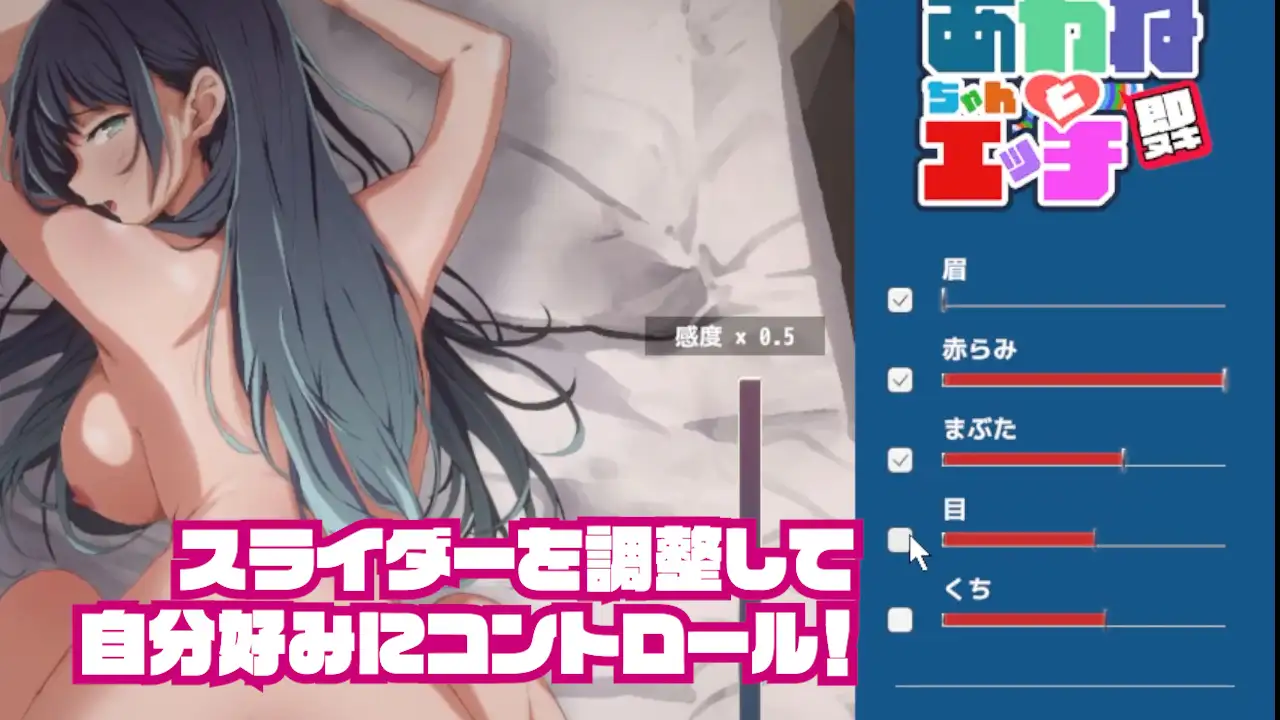 あわね
ちゃんと
エッチ
即
ヌキ
眉
感度 x 0.5
赤らみ
まぶた
目
くち
スライダーを調整して
自分好みにコントロール!